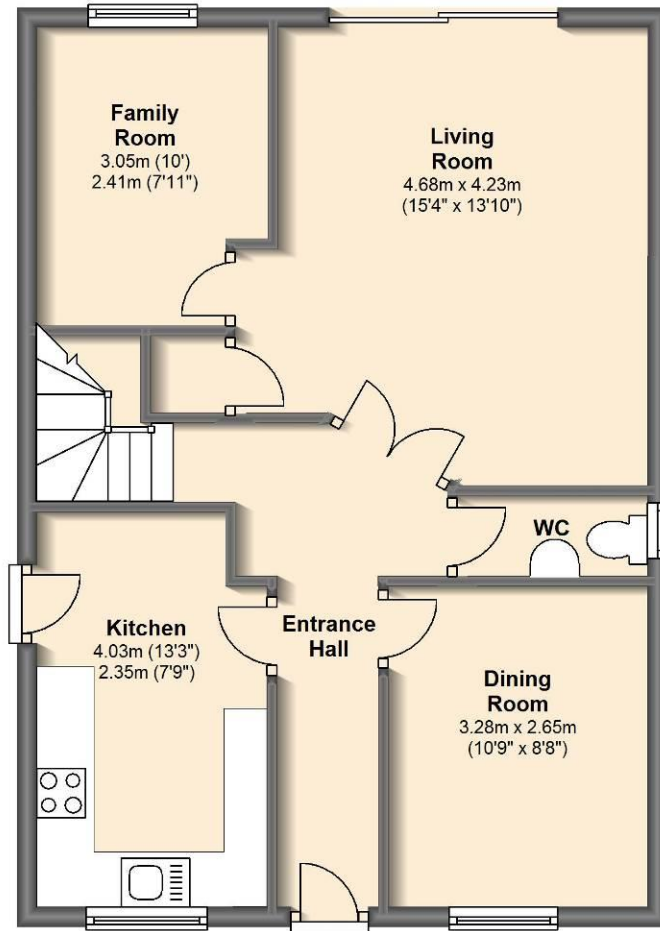 Family
Room
3.05m (10')
2.41m (7'11")
Living
Room
4.68m x 4.23m
(15'4" x 13'10")
WC
Kitchen
4.03m (13'3")
2.35m (7'9")
Entrance
Hall
Dining
Room
3.28m x 2.65m
(10'9" x 8'8")